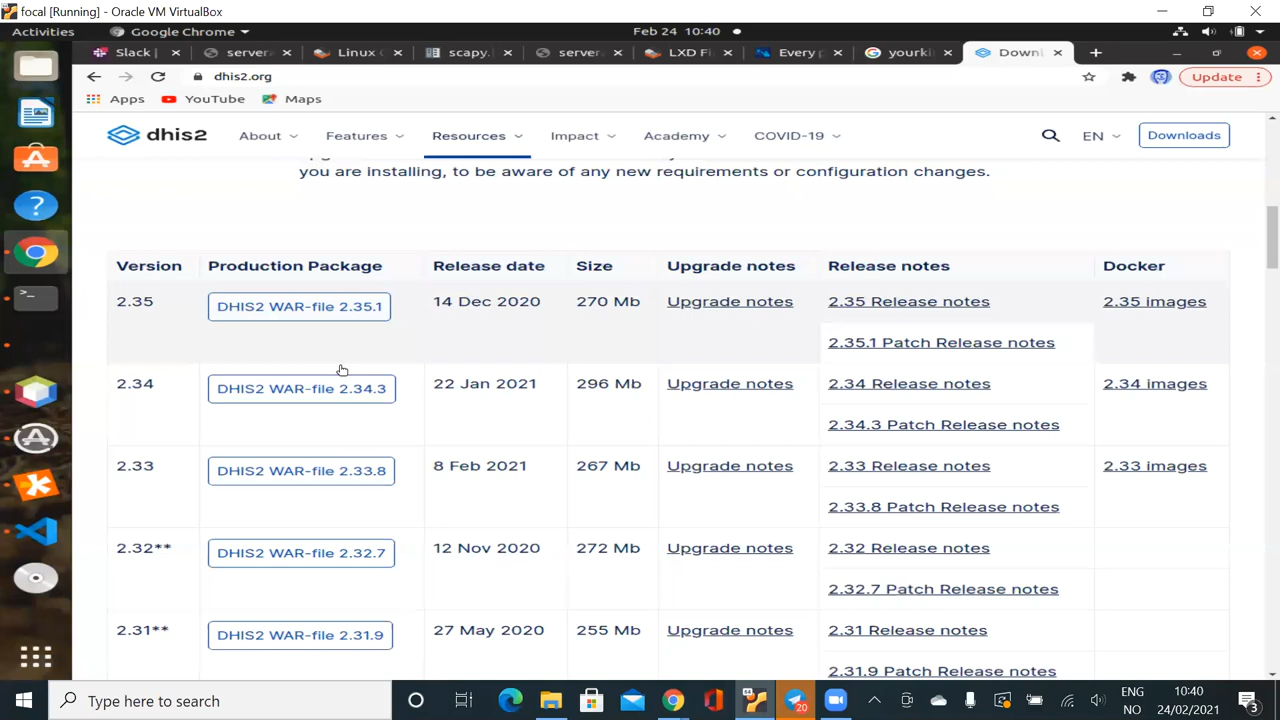 focal [Running] - Oracle VM VirtualBox
Activities Google Chrome Feb 24 10:40
Slack | server Linux C scapy. server LXD Fi Every p yourki Downl
dhis2.org Update
Apps YouTube Maps
dhis2 About Features Resources Impact Academy COVID-19 EN Downloads
you are installing, to be aware of any new requirements or configuration changes.
Version Production Package Release date Size Upgrade notes Release notes Docker
2.35 DHIS2 WAR-file 2.35.1 14 Dec 2020 270 Mb Upgrade notes 2.35 Release notes 2.35 images
2.35.1 Patch Release notes
2.34 DHIS2 WAR-file 2.34.3 22 Jan 2021 296 Mb Upgrade notes 2.34 Release notes 2.34 images
2.34.3 Patch Release notes
2.33 DHIS2 WAR-file 2.33.8 8 Feb 2021 267 Mb Upgrade notes 2.33 Release notes 2.33 images
2.33.8 Patch Release notes
2.32** DHIS2 WAR-file 2.32.7 12 Nov 2020 272 Mb Upgrade notes 2.32 Release notes
2.32.7 Patch Release notes
2.31** DHIS2 WAR-file 2.31.9 27 May 2020 255 Mb Upgrade notes 2.31 Release notes
2.31.9 Patch Release notes
Type here to search 20 ENG 10:40
NO 24/02/2021 3